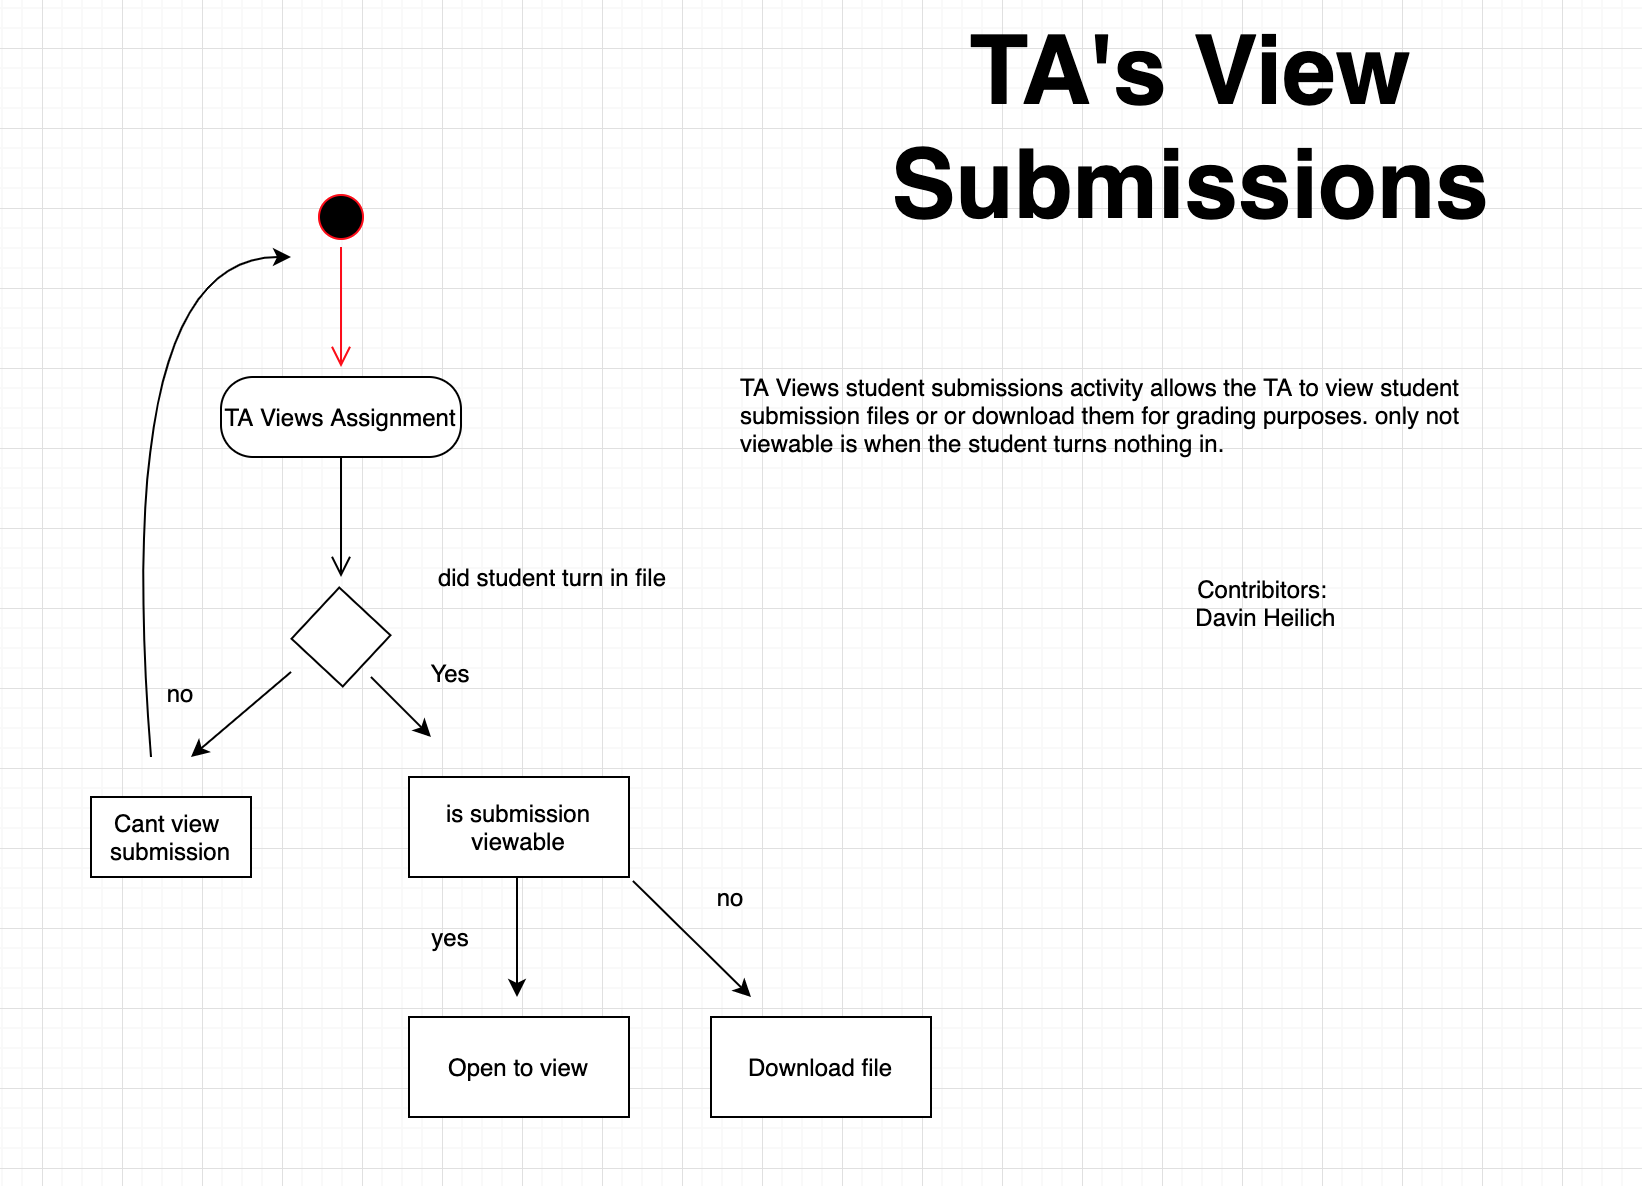 TA's View
Submissions
TA Views Assignment
TA Views student submissions activity allows the TA to view student
submission files or or download them for grading purposes. only not
viewable is when the student turns nothing in.
did student turn in file
Contribitors:
Davin Heilich
Yes
no
is submission
viewable
Cant view
submission
no
yes
Open to view
Download file